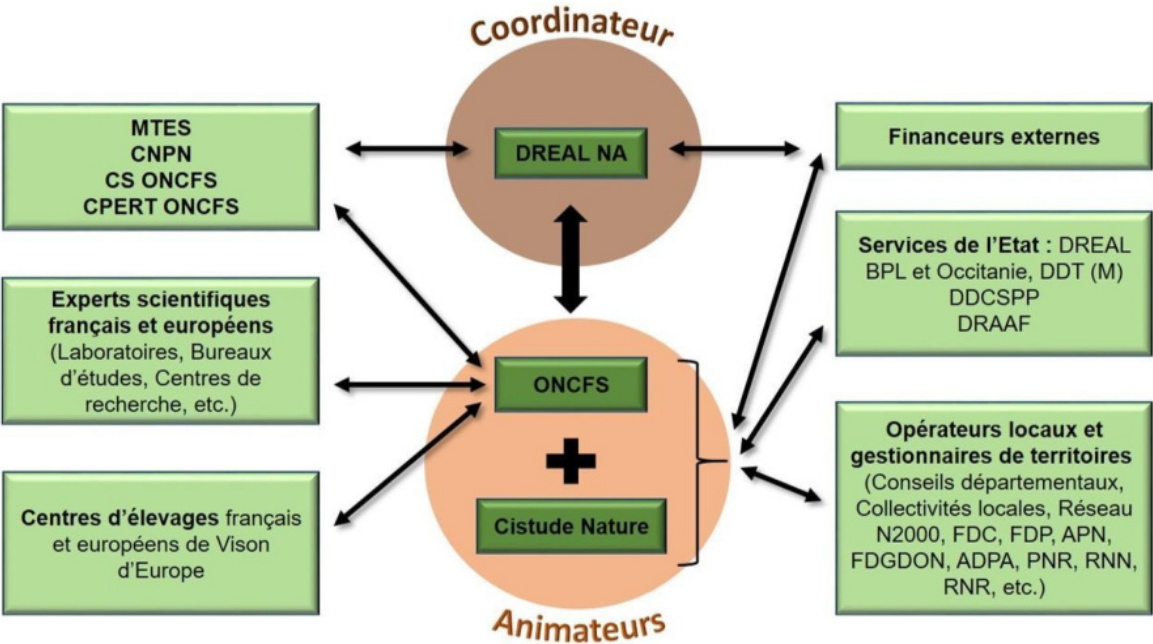 Coordinateur
DREAL NA
MTES
CNPN
CS ONCFS
CPERT ONCFS
Experts scientifiques
français et européens
(Laboratoires, Bureaux
d’études, Centres de
recherche, etc.)
Centres d’élevages français
et européens de Vison
d’Europe
ONCFS
Cistude Nature
Animateurs
Financeurs externes
Services de l’Etat : DREAL
BPL et Occitanie, DDT (M)
DDCSPP
DRAAF
Opérateurs locaux et
gestionnaires de territoires
(Conseils départementaux,
Collectivités locales, Réseau
N2000, FDC, FDP, APN,
FDGDON, ADPA, PNR, RNN,
RNR, etc.)